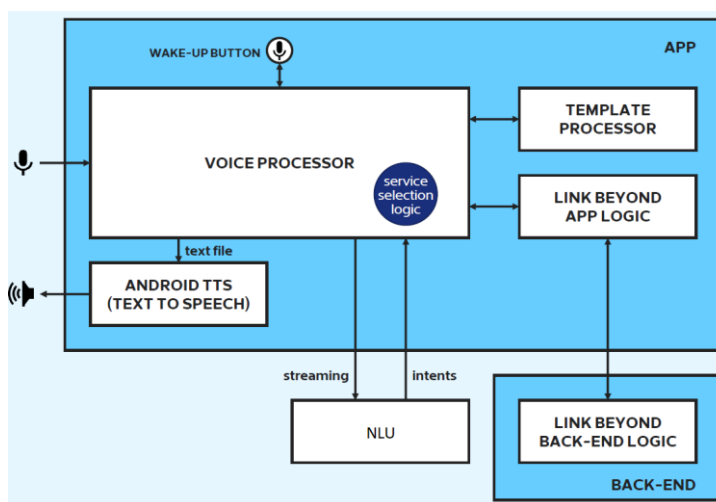 APP
WAKE-UP BUTTON
VOICE PROCESSOR
service
selection
logic
TEMPLATE
PROCESSOR
LINK BEYOND
APP LOGIC
text file
ANDROID TTS
(TEXT TO SPEECH)
streaming
intents
NLU
LINK BEYOND
BACK-END LOGIC
BACK-END